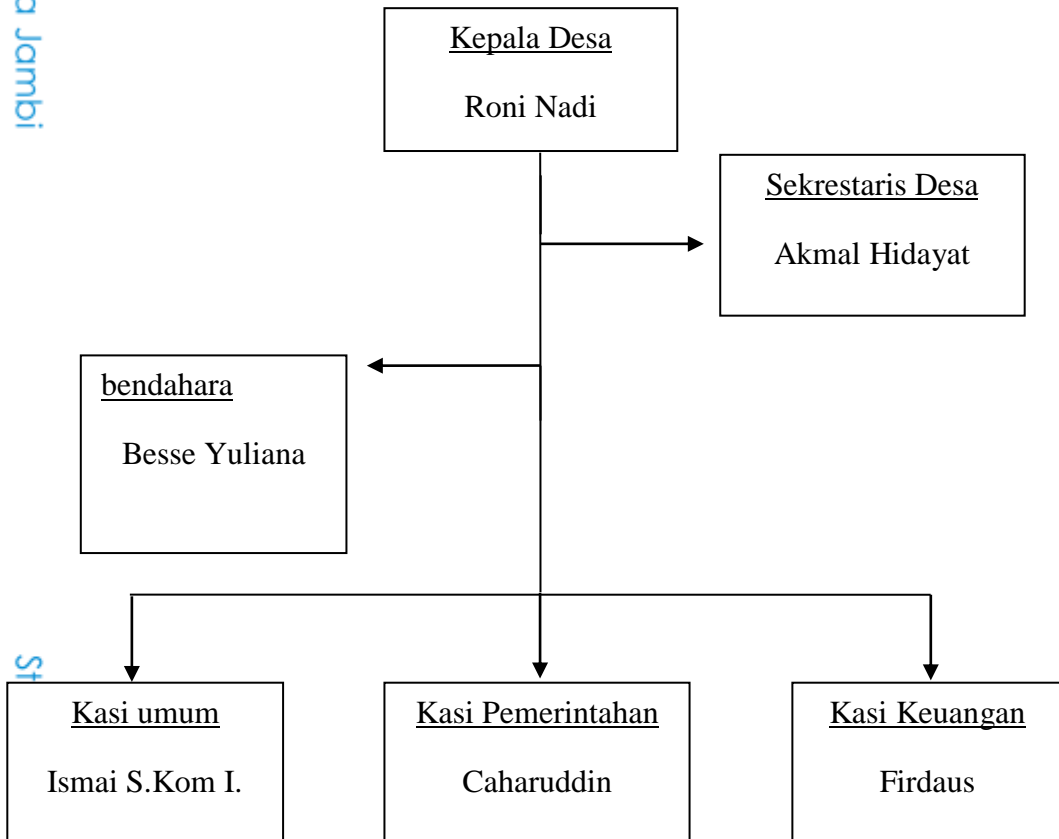 a Jambi
Kepala Desa
Roni Nadi
Sekrestaris Desa
Akmal Hidayat
bendahara
Besse Yuliana
St
Kasi umum
Ismai S.Kom I.
Kasi Pemerintahan
Caharuddin
Kasi Keuangan
Firdaus